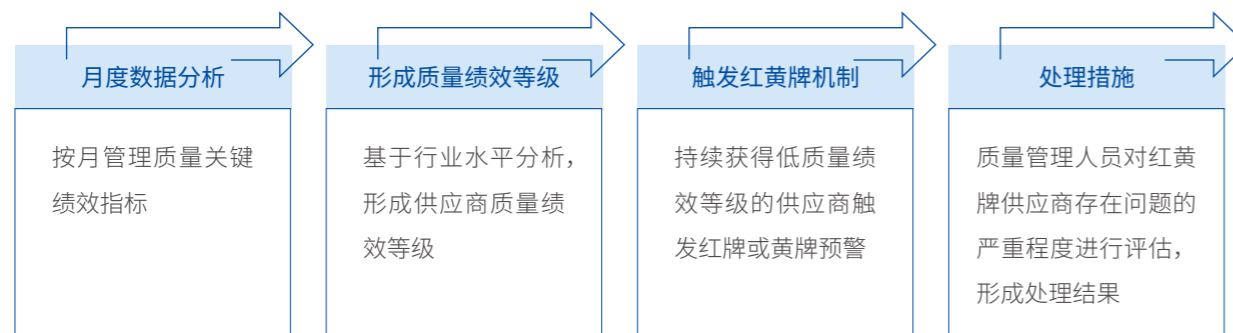 月度数据分析
按月管理质量关键
绩效指标
形成质量绩效等级
基于行业水平分析，
形成供应商质量绩
效等级
触发红黄牌机制
持续获得低质量绩
效等级的供应商触
发红牌或黄牌预警
处理措施
质量管理人员对红黄
牌供应商存在问题的
严重程度进行评估，
形成处理结果